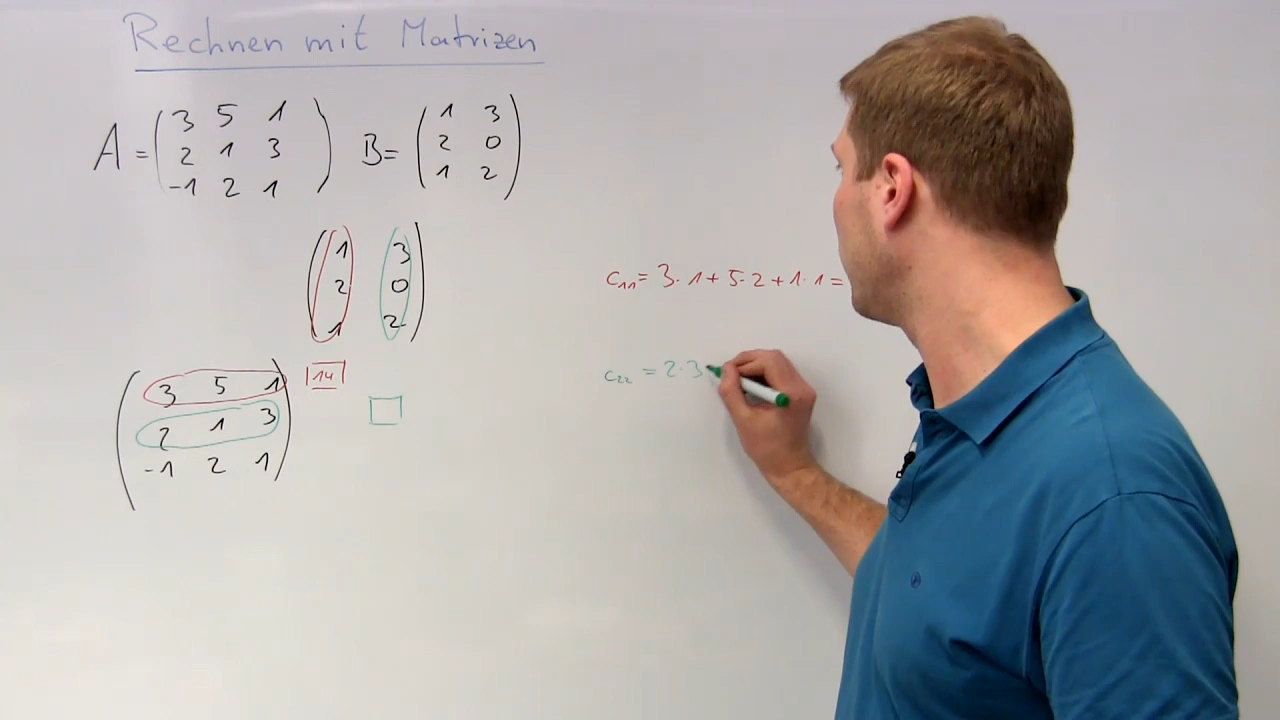 Rechnen mit Matrizen
A = ( 3 5 1 B = ( 1 3
2 1 3 2 0
-1 2 1 ) 1 2 )
( 1 3
2 0
1 2 )
c₁₁ = 3·1 + 5·2 + 1·1 =
( 3 5 1 14
2 1 3
-1 2 1 )
c₂₂ = 2·3